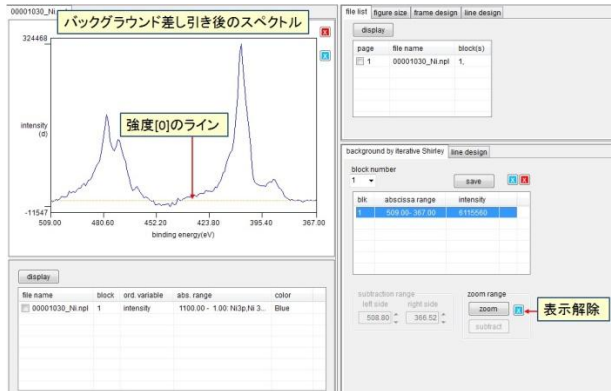 00001030_Ni.npl
バックグラウンド差し引き後のスペクトル
x
324468
x
強度[0]のライン
intensity
(d)
-11547
509.00 480.60 452.20 423.80 395.40 367.00
binding energy(eV)
display
file name block ord. variable abs. range color
00001030_Ni.npl 1 intensity 1100.00 - 1.00: Ni3p,Ni 3... Blue
file list figure size frame design line design
display
page file name block(s)
1 00001030_Ni.npl 1,
background by iterative Shirley line design
block number
1 save x x
blk abscissa range intensity
1 509.00-367.00 6115560
subtraction range zoom range
left side right side
508.80 366.52 zoom x 表示解除
subtract